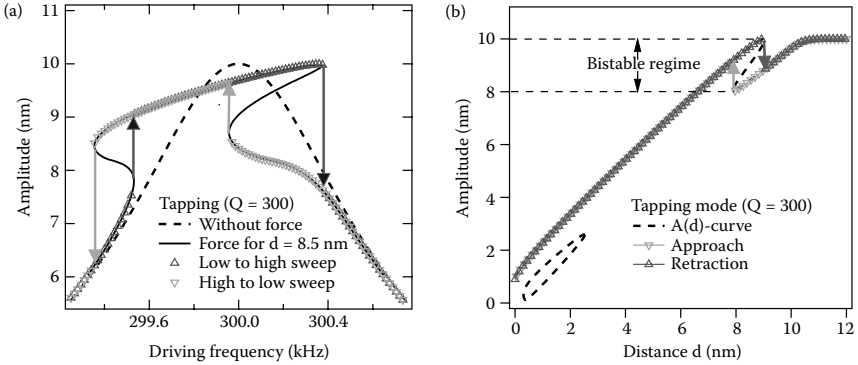 (a)
11
10
9
8
7
6
Amplitude (nm)
Tapping (Q = 300)
Without force
Force for d = 8.5 nm
Low to high sweep
High to low sweep
299.6
300.0
300.4
Driving frequency (kHz)
(b)
10
8
6
4
2
0
Amplitude (nm)
Bistable regime
Tapping mode (Q = 300)
A(d)-curve
Approach
Retraction
0
2
4
6
8
10
12
Distance d (nm)